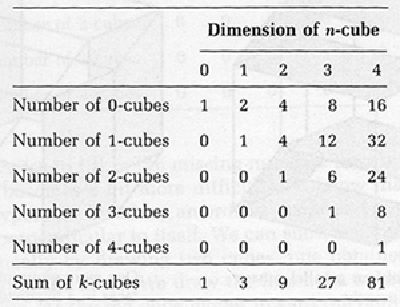 Dimension of n-cube
0 1 2 3 4
Number of 0-cubes 1 2 4 8 16
Number of 1-cubes 0 1 4 12 32
Number of 2-cubes 0 0 1 6 24
Number of 3-cubes 0 0 0 1 8
Number of 4-cubes 0 0 0 0 1
Sum of k-cubes 1 3 9 27 81